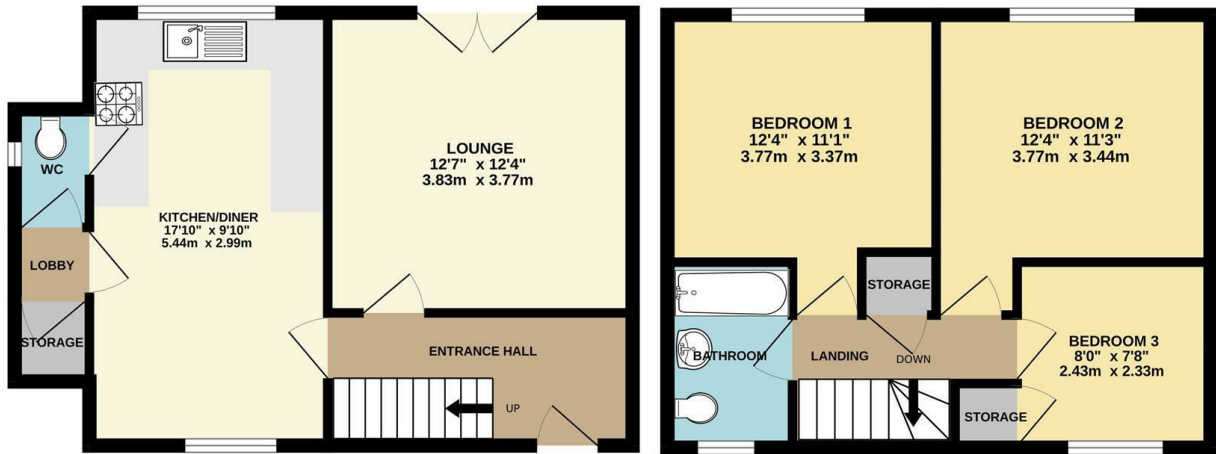 WC
LOBBY
STORAGE
KITCHEN/DINER
17'10" x 9'10"
5.44m x 2.99m
LOUNGE
12'7" x 12'4"
3.83m x 3.77m
ENTRANCE HALL
UP
BEDROOM 1
12'4" x 11'1"
3.77m x 3.37m
BEDROOM 2
12'4" x 11'3"
3.77m x 3.44m
STORAGE
BATHROOM
LANDING
DOWN
BEDROOM 3
8'0" x 7'8"
2.43m x 2.33m
STORAGE